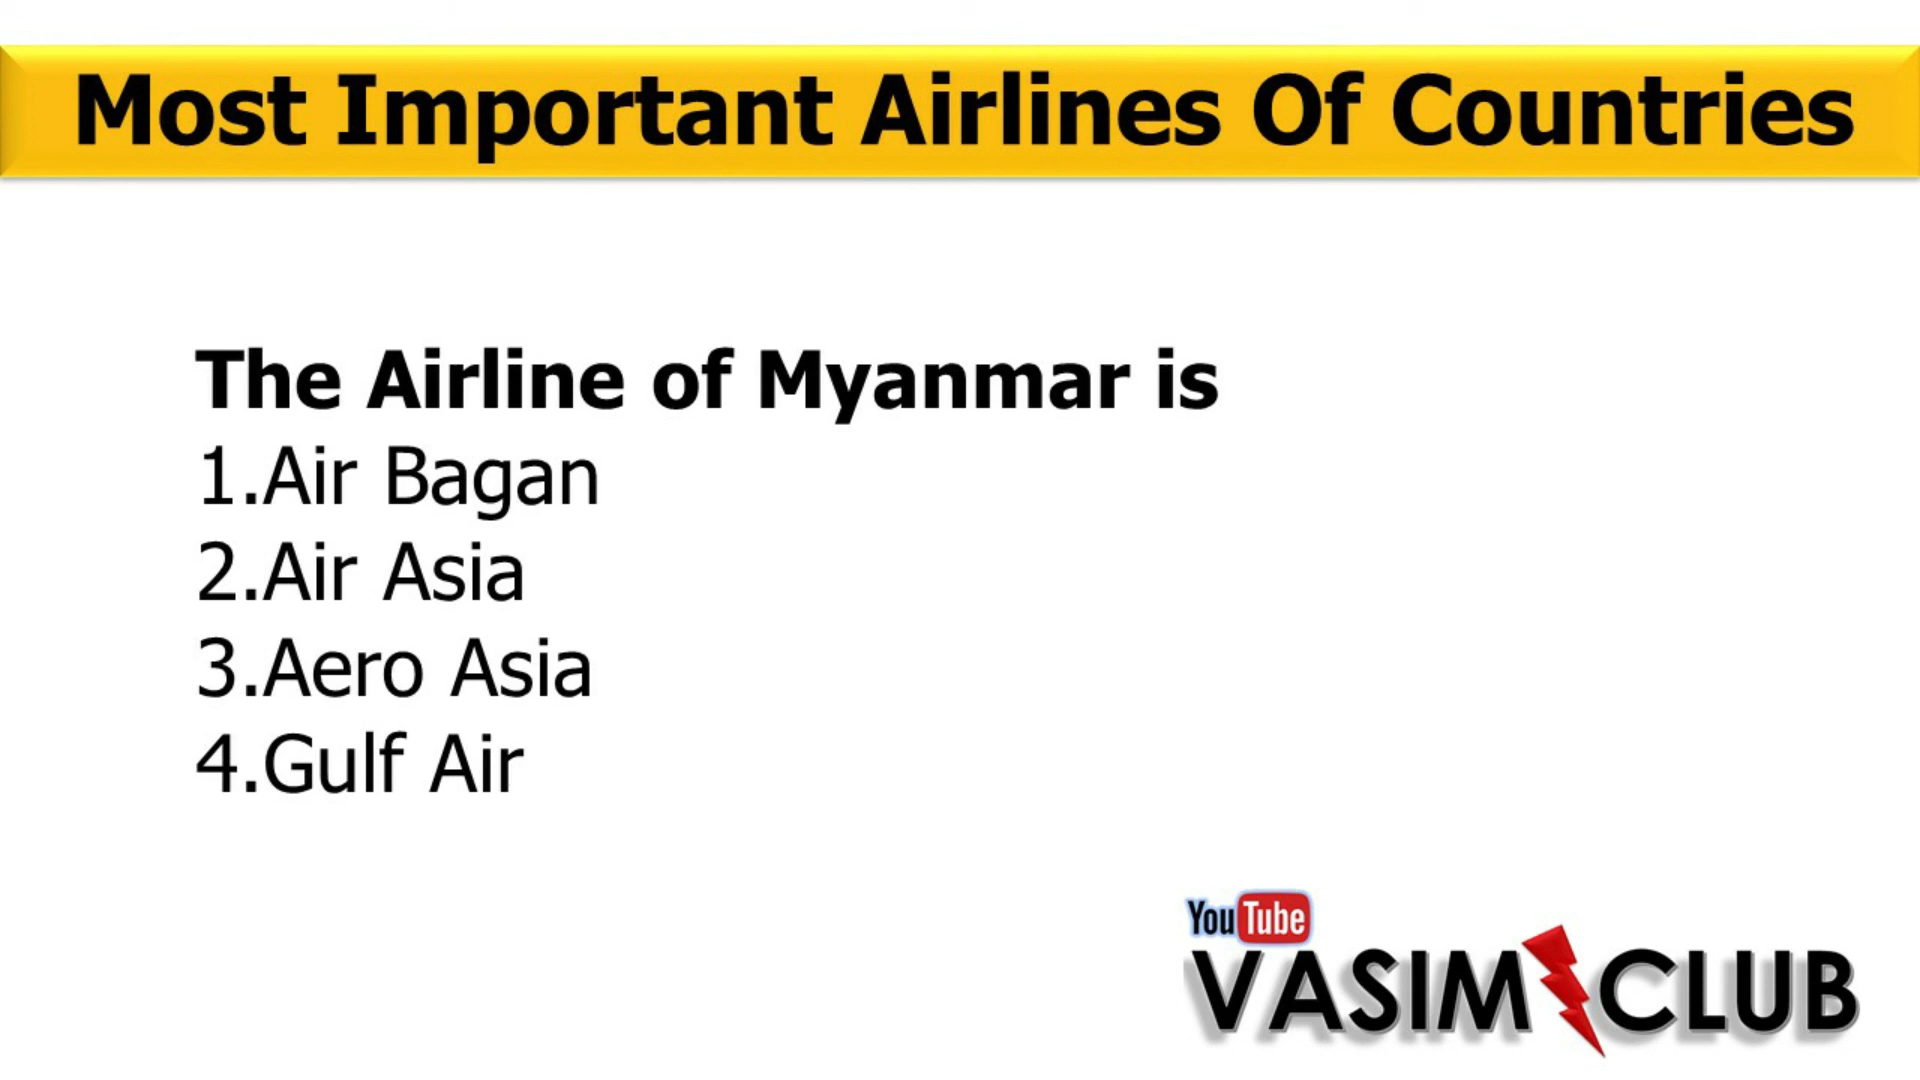 Most Important Airlines Of Countries
The Airline of Myanmar is
1.Air Bagan
2.Air Asia
3.Aero Asia
4.Gulf Air
YouTube
VASIM CLUB